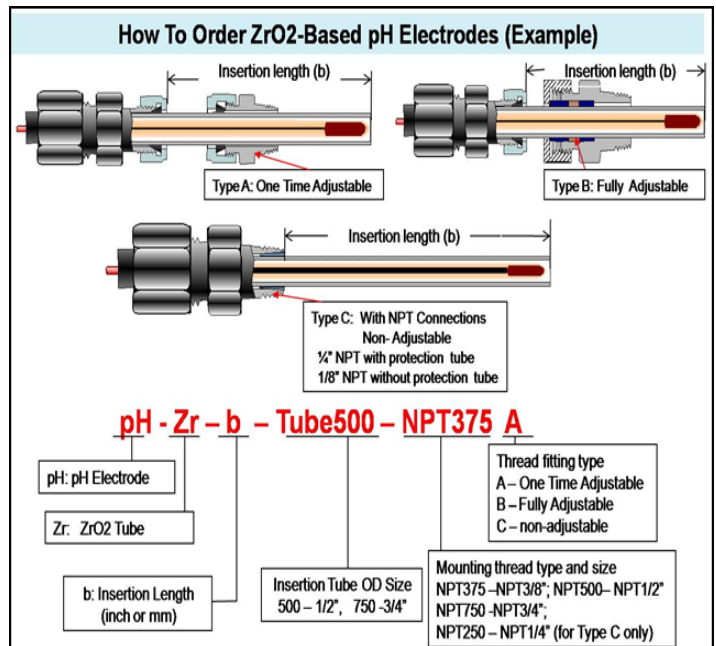 How To Order ZrO2-Based pH Electrodes (Example)
Insertion length (b)
Insertion length (b)
Type A: One Time Adjustable
Type B: Fully Adjustable
Insertion length (b)
Type C: With NPT Connections
Non- Adjustable
¼" NPT with protection tube
1/8" NPT without protection tube
pH - Zr – b – Tube500 – NPT375 A
pH: pH Electrode
Zr: ZrO2 Tube
b: Insertion Length
(inch or mm)
Insertion Tube OD Size
500 – 1/2", 750 -3/4"
Thread fitting type
A – One Time Adjustable
B – Fully Adjustable
C – non-adjustable
Mounting thread type and size
NPT375 –NPT3/8"; NPT500– NPT1/2"
NPT750 -NPT3/4";
NPT250 – NPT1/4" (for Type C only)